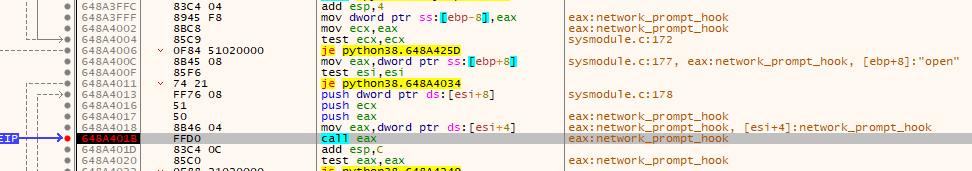 648A3FFC 83C4 04 add esp,4
648A3FFF 8945 F8 mov dword ptr ss:[ebp-8],eax eax:network_prompt_hook
648A4002 8BC8 mov ecx,eax eax:network_prompt_hook
648A4004 85C9 test ecx,ecx sysmodule.c:172
648A4006 0F84 51020000 je python38.648A425D
648A400C 8B45 08 mov eax,dword ptr ss:[ebp+8] sysmodule.c:177, eax:network_prompt_hook, [ebp+8]:"open"
648A400F 85F6 test esi,esi
648A4011 74 21 je python38.648A4034
648A4013 FF76 08 push dword ptr ds:[esi+8] sysmodule.c:178
648A4016 51 push ecx
648A4017 50 push eax eax:network_prompt_hook
648A4018 8B46 04 mov eax,dword ptr ds:[esi+4] eax:network_prompt_hook, [esi+4]:network_prompt_hook
EIP 648A401B FFD0 call eax eax:network_prompt_hook
648A401D 83C4 0C add esp,C
648A4020 85C0 test eax,eax eax:network_prompt_hook